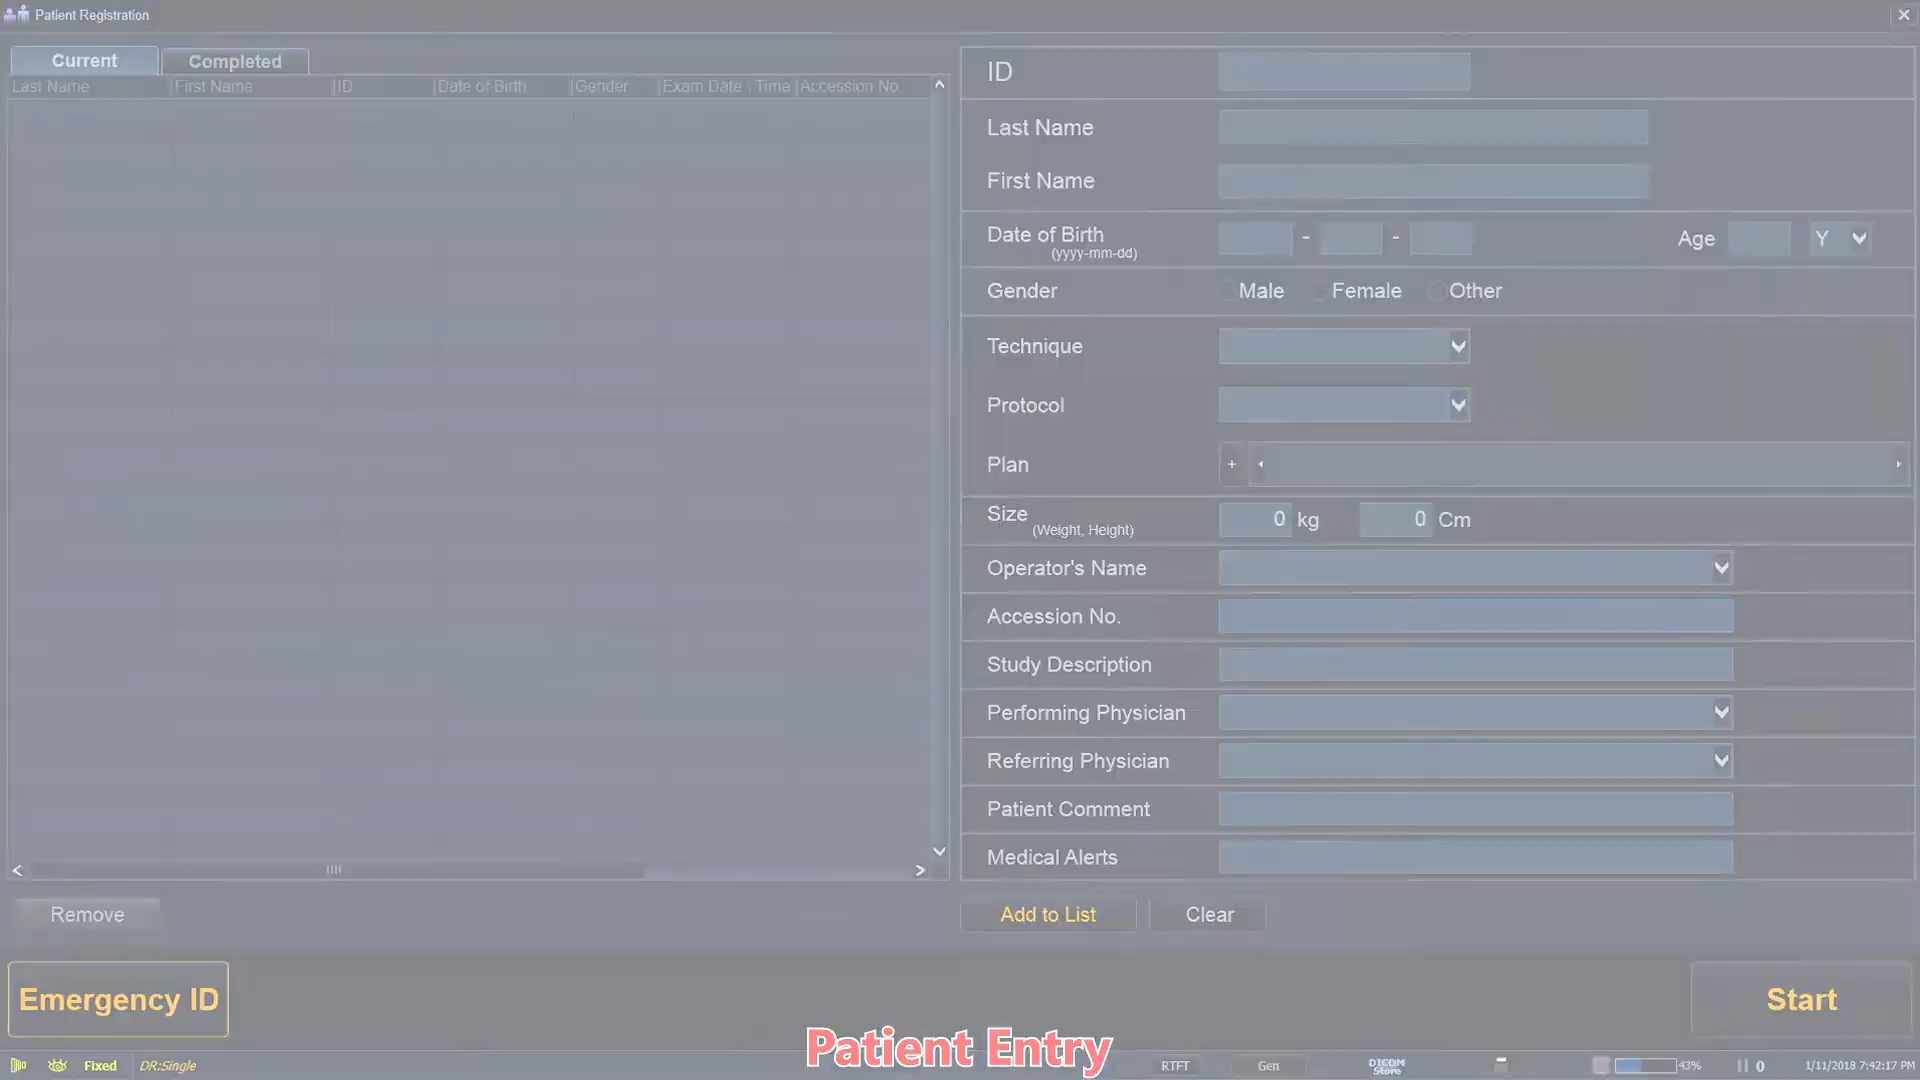 Patient Registration
Current Completed
Last Name First Name ID Date of Birth Gender Exam Date \ Time Accession No.
ID
Last Name
First Name
Date of Birth - - Age Y
(yyyy-mm-dd)
Gender Male Female Other
Technique
Protocol
Plan +
Size 0 kg 0 Cm
(Weight, Height)
Operator's Name
Accession No.
Study Description
Performing Physician
Referring Physician
Patient Comment
Medical Alerts
Remove Add to List Clear
Emergency ID Start
Patient Entry
Fixed DR:Single RTFT Gen DICOM Store 43% 0 1/11/2018 7:42:17 PM